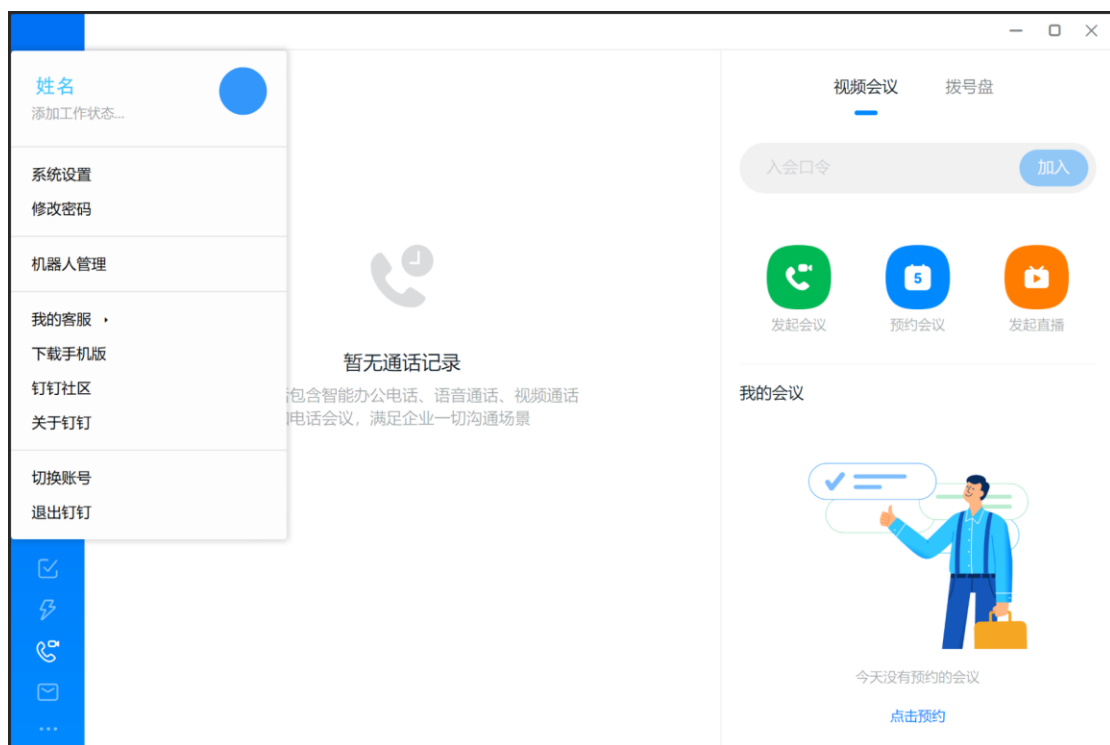 姓名
添加工作状态...
系统设置
修改密码
机器人管理
我的客服
下载手机版
钉钉社区
关于钉钉
切换账号
退出钉钉
暂无通话记录
包含智能办公电话、语音通话、视频通话
电话会议，满足企业一切沟通场景
视频会议 拨号盘
入会口令 加入
5
发起会议 预约会议 发起直播
我的会议
今天没有预约的会议
点击预约